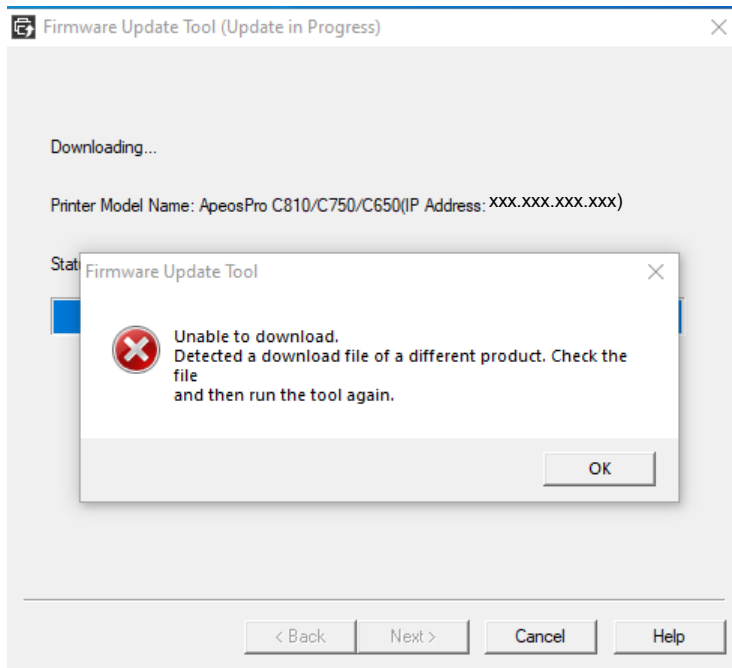 Firmware Update Tool (Update in Progress)
Downloading...
Printer Model Name: ApeosPro C810/C750/C650(IP Address: xxx.xxx.xxx.xxx)
Stat
Firmware Update Tool
Unable to download.
Detected a download file of a different product. Check the
file
and then run the tool again.
OK
< Back
Next >
Cancel
Help